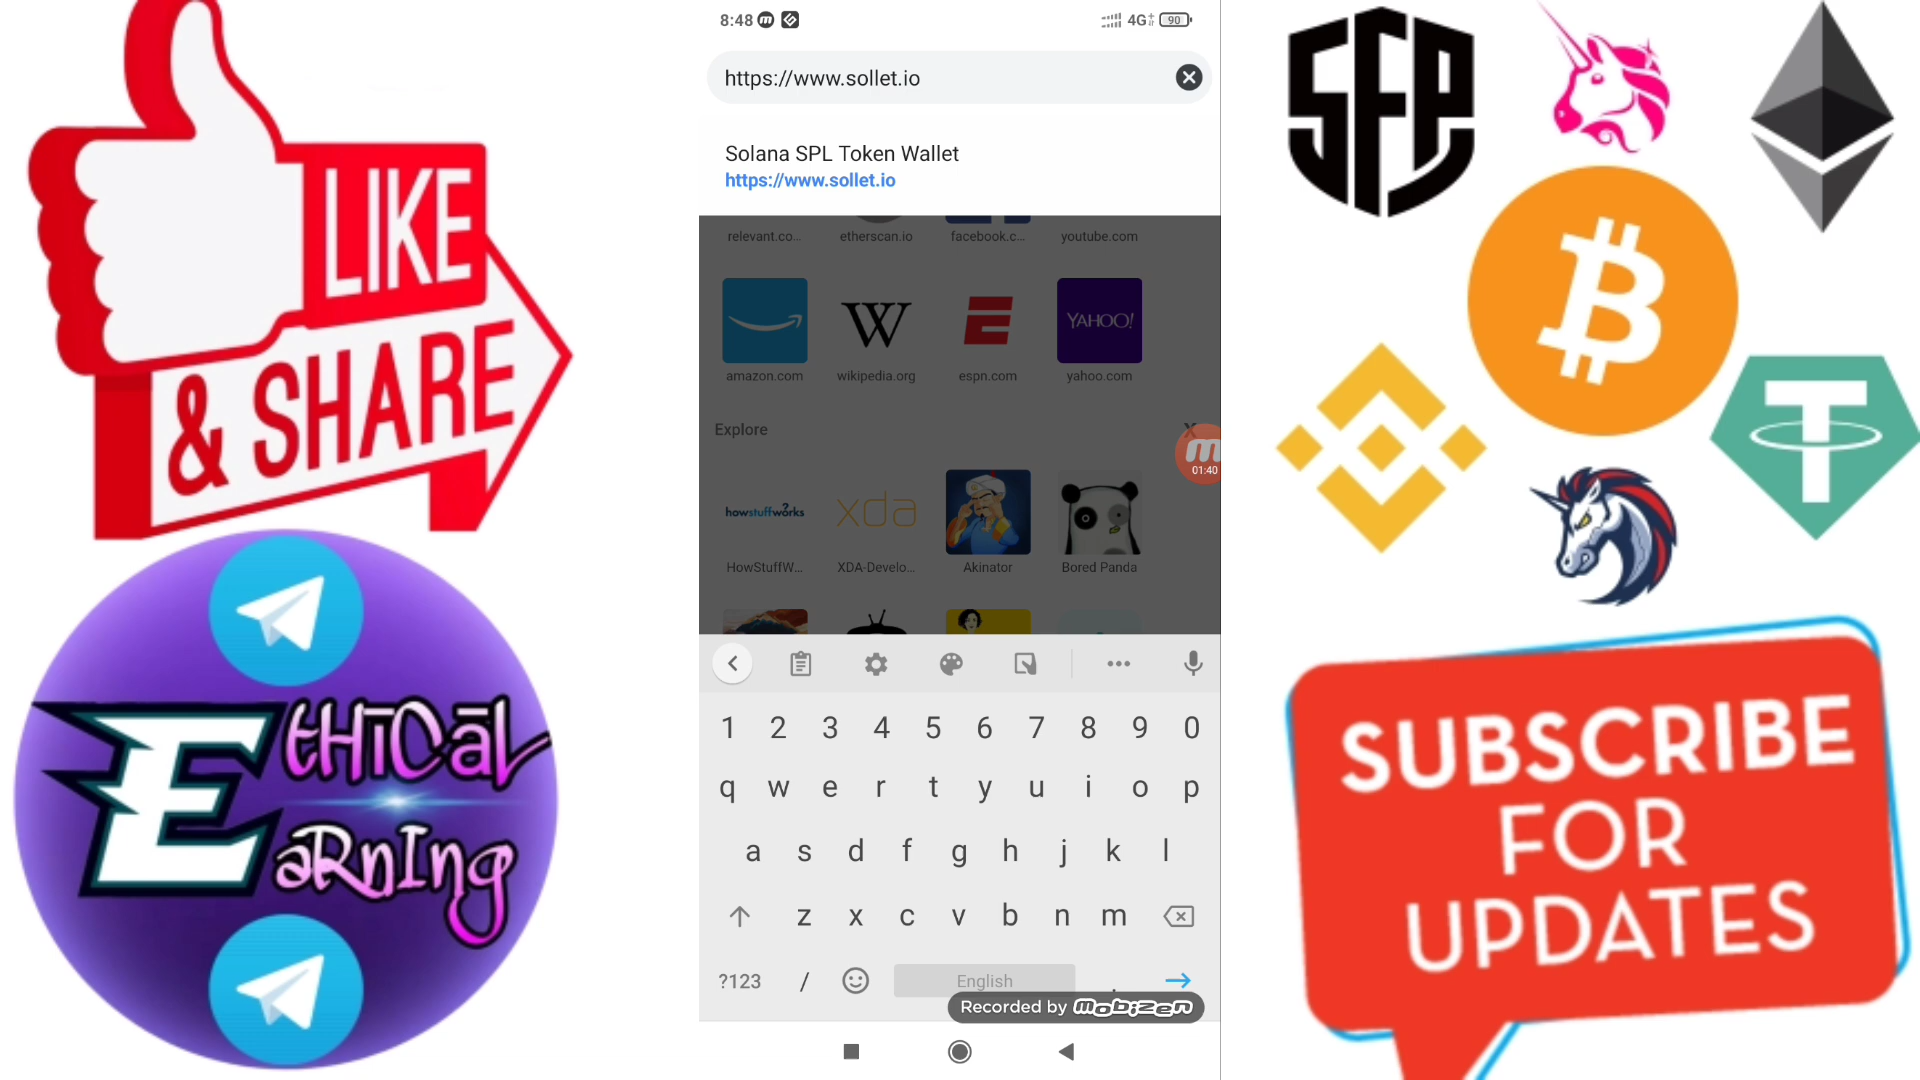 LIKE
& SHARE
EtHiCal
EaRnIng
8:48
4G+
90
https://www.sollet.io
Solana SPL Token Wallet
https://www.sollet.io
relevant.co...
etherscan.io
facebook.c...
youtube.com
YAHOO!
amazon.com
wikipedia.org
espn.com
yahoo.com
Explore
X
m
01:40
howstuffworks
xda
HowStuffW...
XDA-Develo...
Akinator
Bored Panda
1 2 3 4 5 6 7 8 9 0
q w e r t y u i o p
a s d f g h j k l
z x c v b n m
?123 / English .
Recorded by mobizen
SFP
SUBSCRIBE
FOR
UPDATES